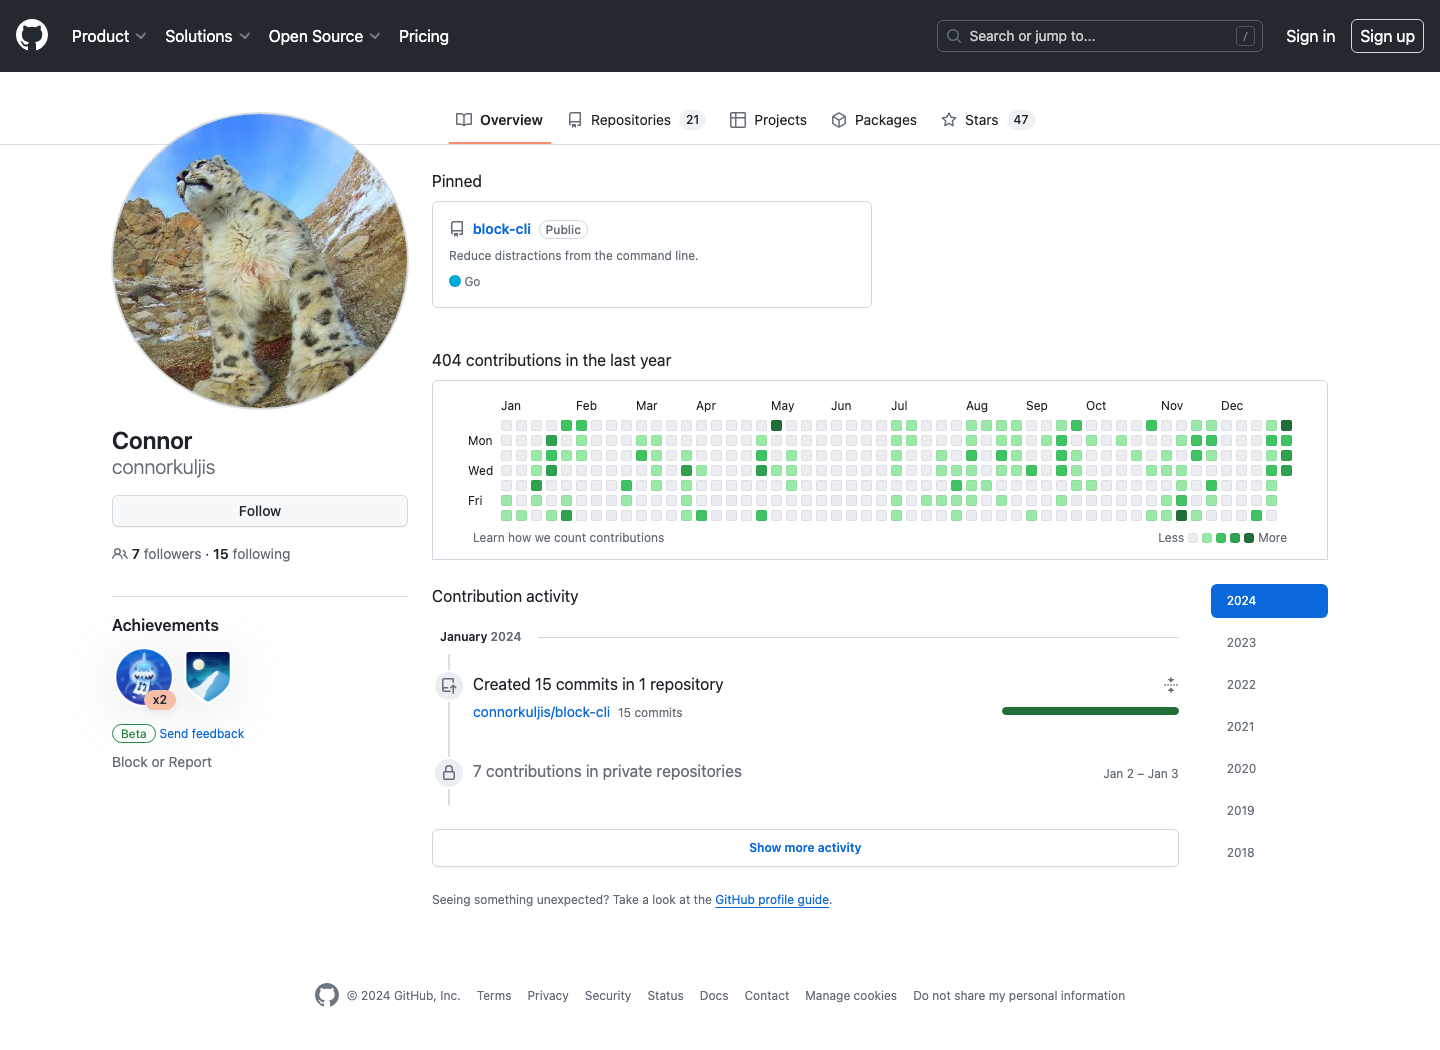 Product Solutions Open Source Pricing Search or jump to... / Sign in Sign up
Overview Repositories 21 Projects Packages Stars 47
Pinned
block-cli Public
Reduce distractions from the command line.
Go
404 contributions in the last year
Jan Feb Mar Apr May Jun Jul Aug Sep Oct Nov Dec
Mon
Wed
Fri
Learn how we count contributions Less More
Connor
connorkuljis
Follow
7 followers · 15 following
Achievements
x2
Beta Send feedback
Block or Report
Contribution activity
January 2024
Created 15 commits in 1 repository
connorkuljis/block-cli 15 commits
7 contributions in private repositories Jan 2 – Jan 3
Show more activity
Seeing something unexpected? Take a look at the GitHub profile guide.
2024
2023
2022
2021
2020
2019
2018
© 2024 GitHub, Inc. Terms Privacy Security Status Docs Contact Manage cookies Do not share my personal information